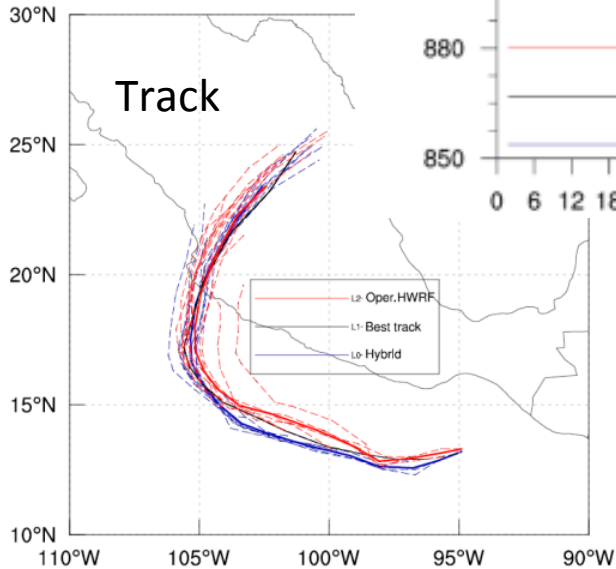 30°N
880
Track
25°N
850
0 6 12 18
20°N
L2- Oper.HWRF
L1- Best track
L0- Hybrid
15°N
10°N
110°W 105°W 100°W 95°W 90°W